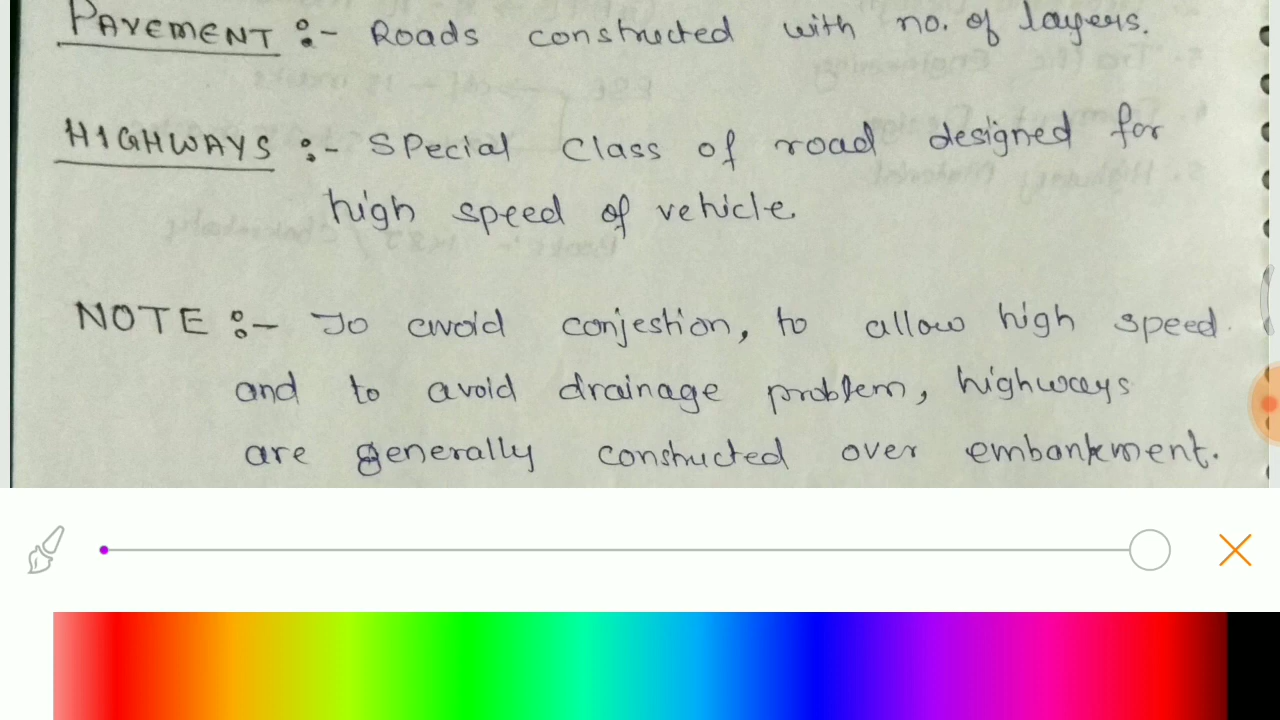 PAVEMENT :- Roads constructed with no. of layers.
HIGHWAYS :- Special Class of road designed for
high speed of vehicle.
NOTE :- To avoid conjestion, to allow high speed
and to avoid drainage problem, highways
are generally constructed over embankment.